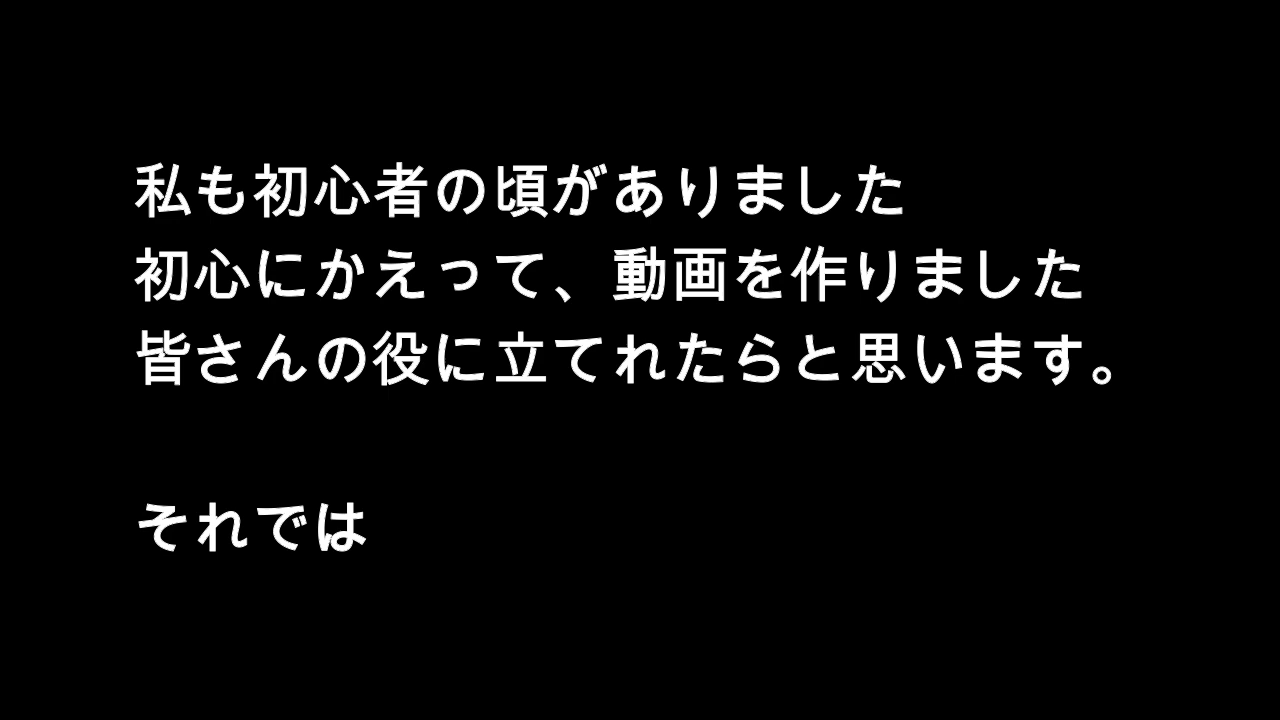 私も初心者の頃がありました
初心にかえって、動画を作りました
皆さんの役に立てれたらと思います。
それでは